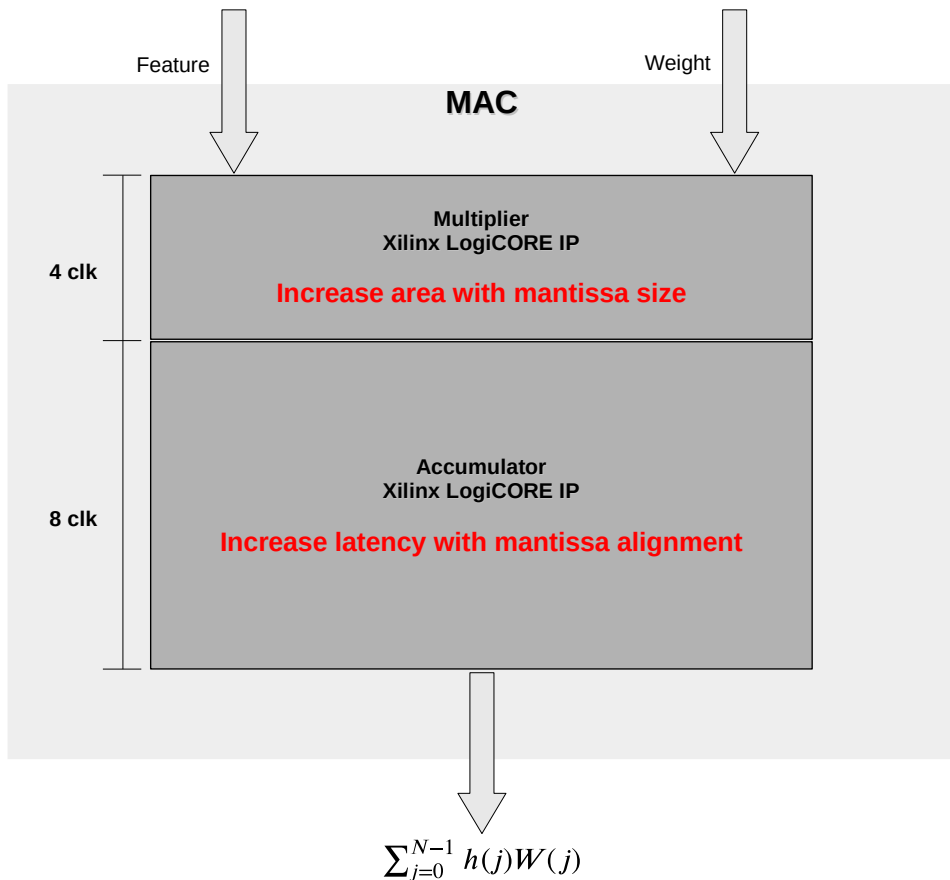 Feature
Weight
MAC
Multiplier
Xilinx LogiCORE IP
4 clk
Increase area with mantissa size
Accumulator
Xilinx LogiCORE IP
8 clk
Increase latency with mantissa alignment
∑_{j=0}^{N−1} h(j)W(j)